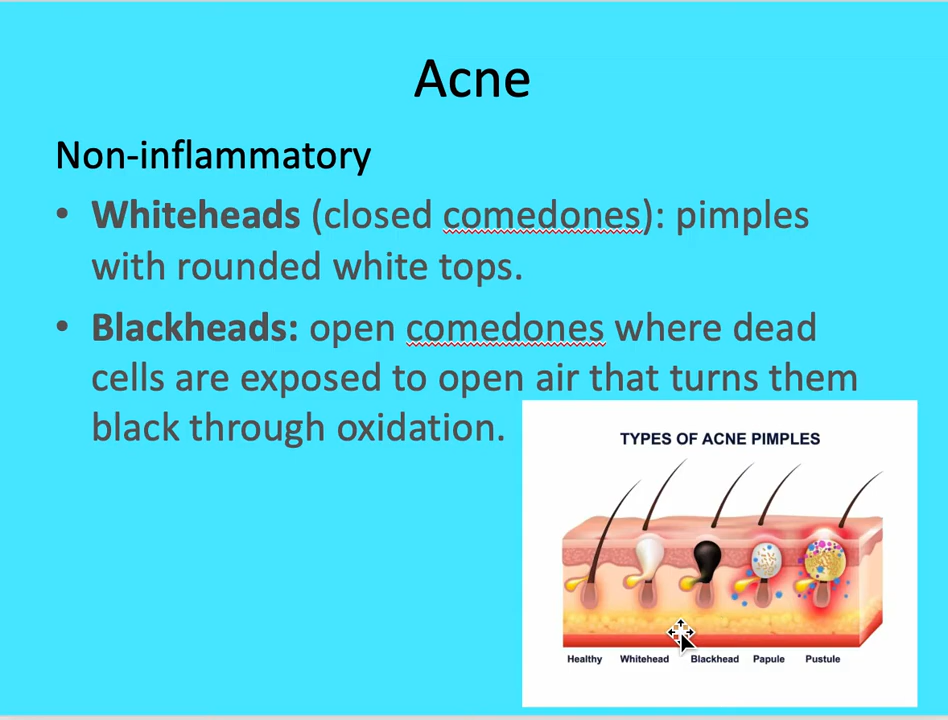 Acne
Non-inflammatory
• Whiteheads (closed comedones): pimples
with rounded white tops.
• Blackheads: open comedones where dead
cells are exposed to open air that turns them
black through oxidation.
TYPES OF ACNE PIMPLES
Healthy Whitehead Blackhead Papule Pustule